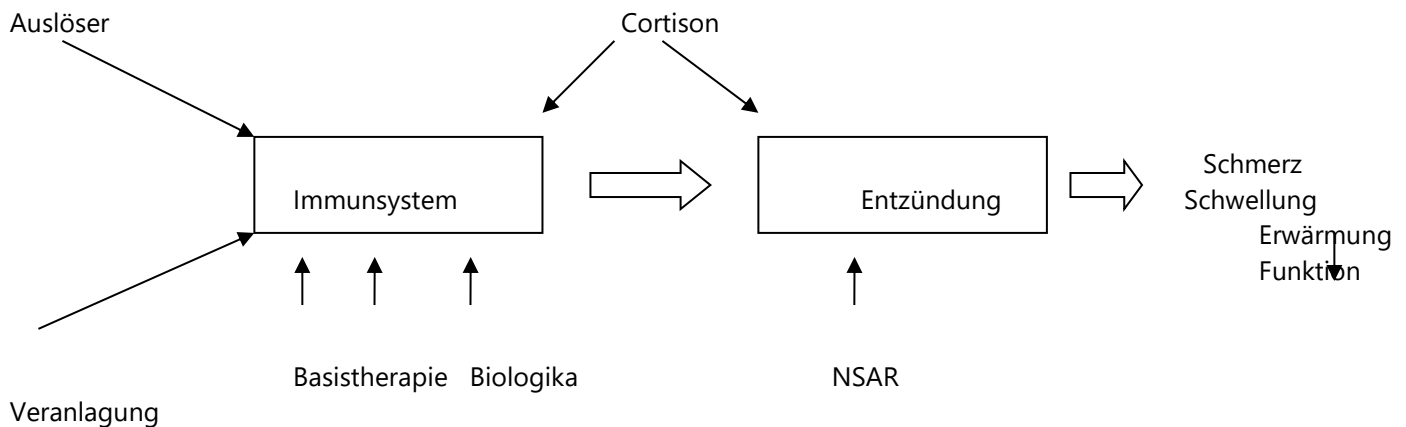 Auslöser
Cortison
Immunsystem
Entzündung
Schmerz
Schwellung
Erwärmung
Funktion
Basistherapie Biologika
NSAR
Veranlagung